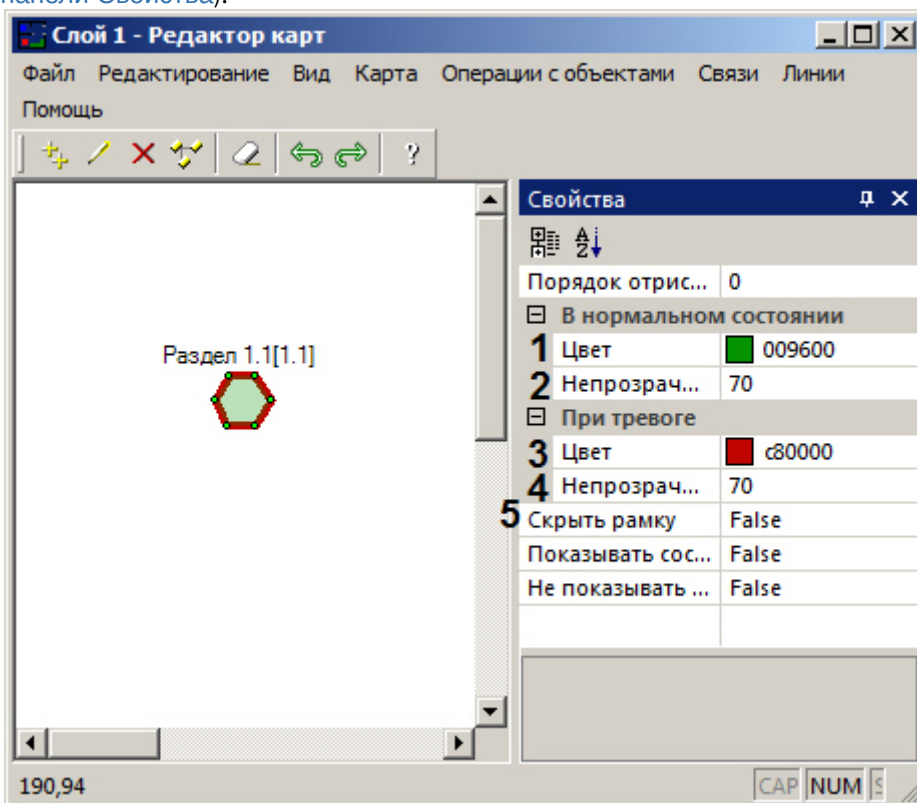 панели Свойства).
Слой 1 - Редактор карт
Файл Редактирование Вид Карта Операции с объектами Связи Линии
Помощь
?
Свойства
A
Z
Порядок отрис... 0
В нормальном состоянии
1 Цвет 009600
2 Непрозрач... 70
При тревоге
3 Цвет c80000
4 Непрозрач... 70
5 Скрыть рамку False
Показывать сос... False
Не показывать ... False
Раздел 1.1[1.1]
190,94
CAP NUM S